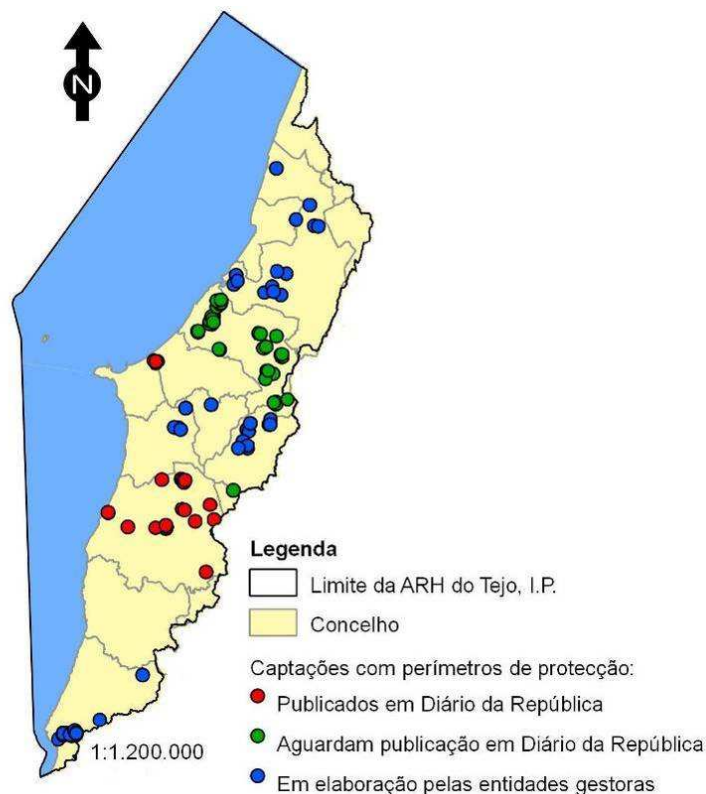 N
Legenda
Limite da ARH do Tejo, I.P.
Concelho
Captações com perímetros de protecção:
Publicados em Diário da República
Aguardam publicação em Diário da República
Em elaboração pelas entidades gestoras
1:1.200.000